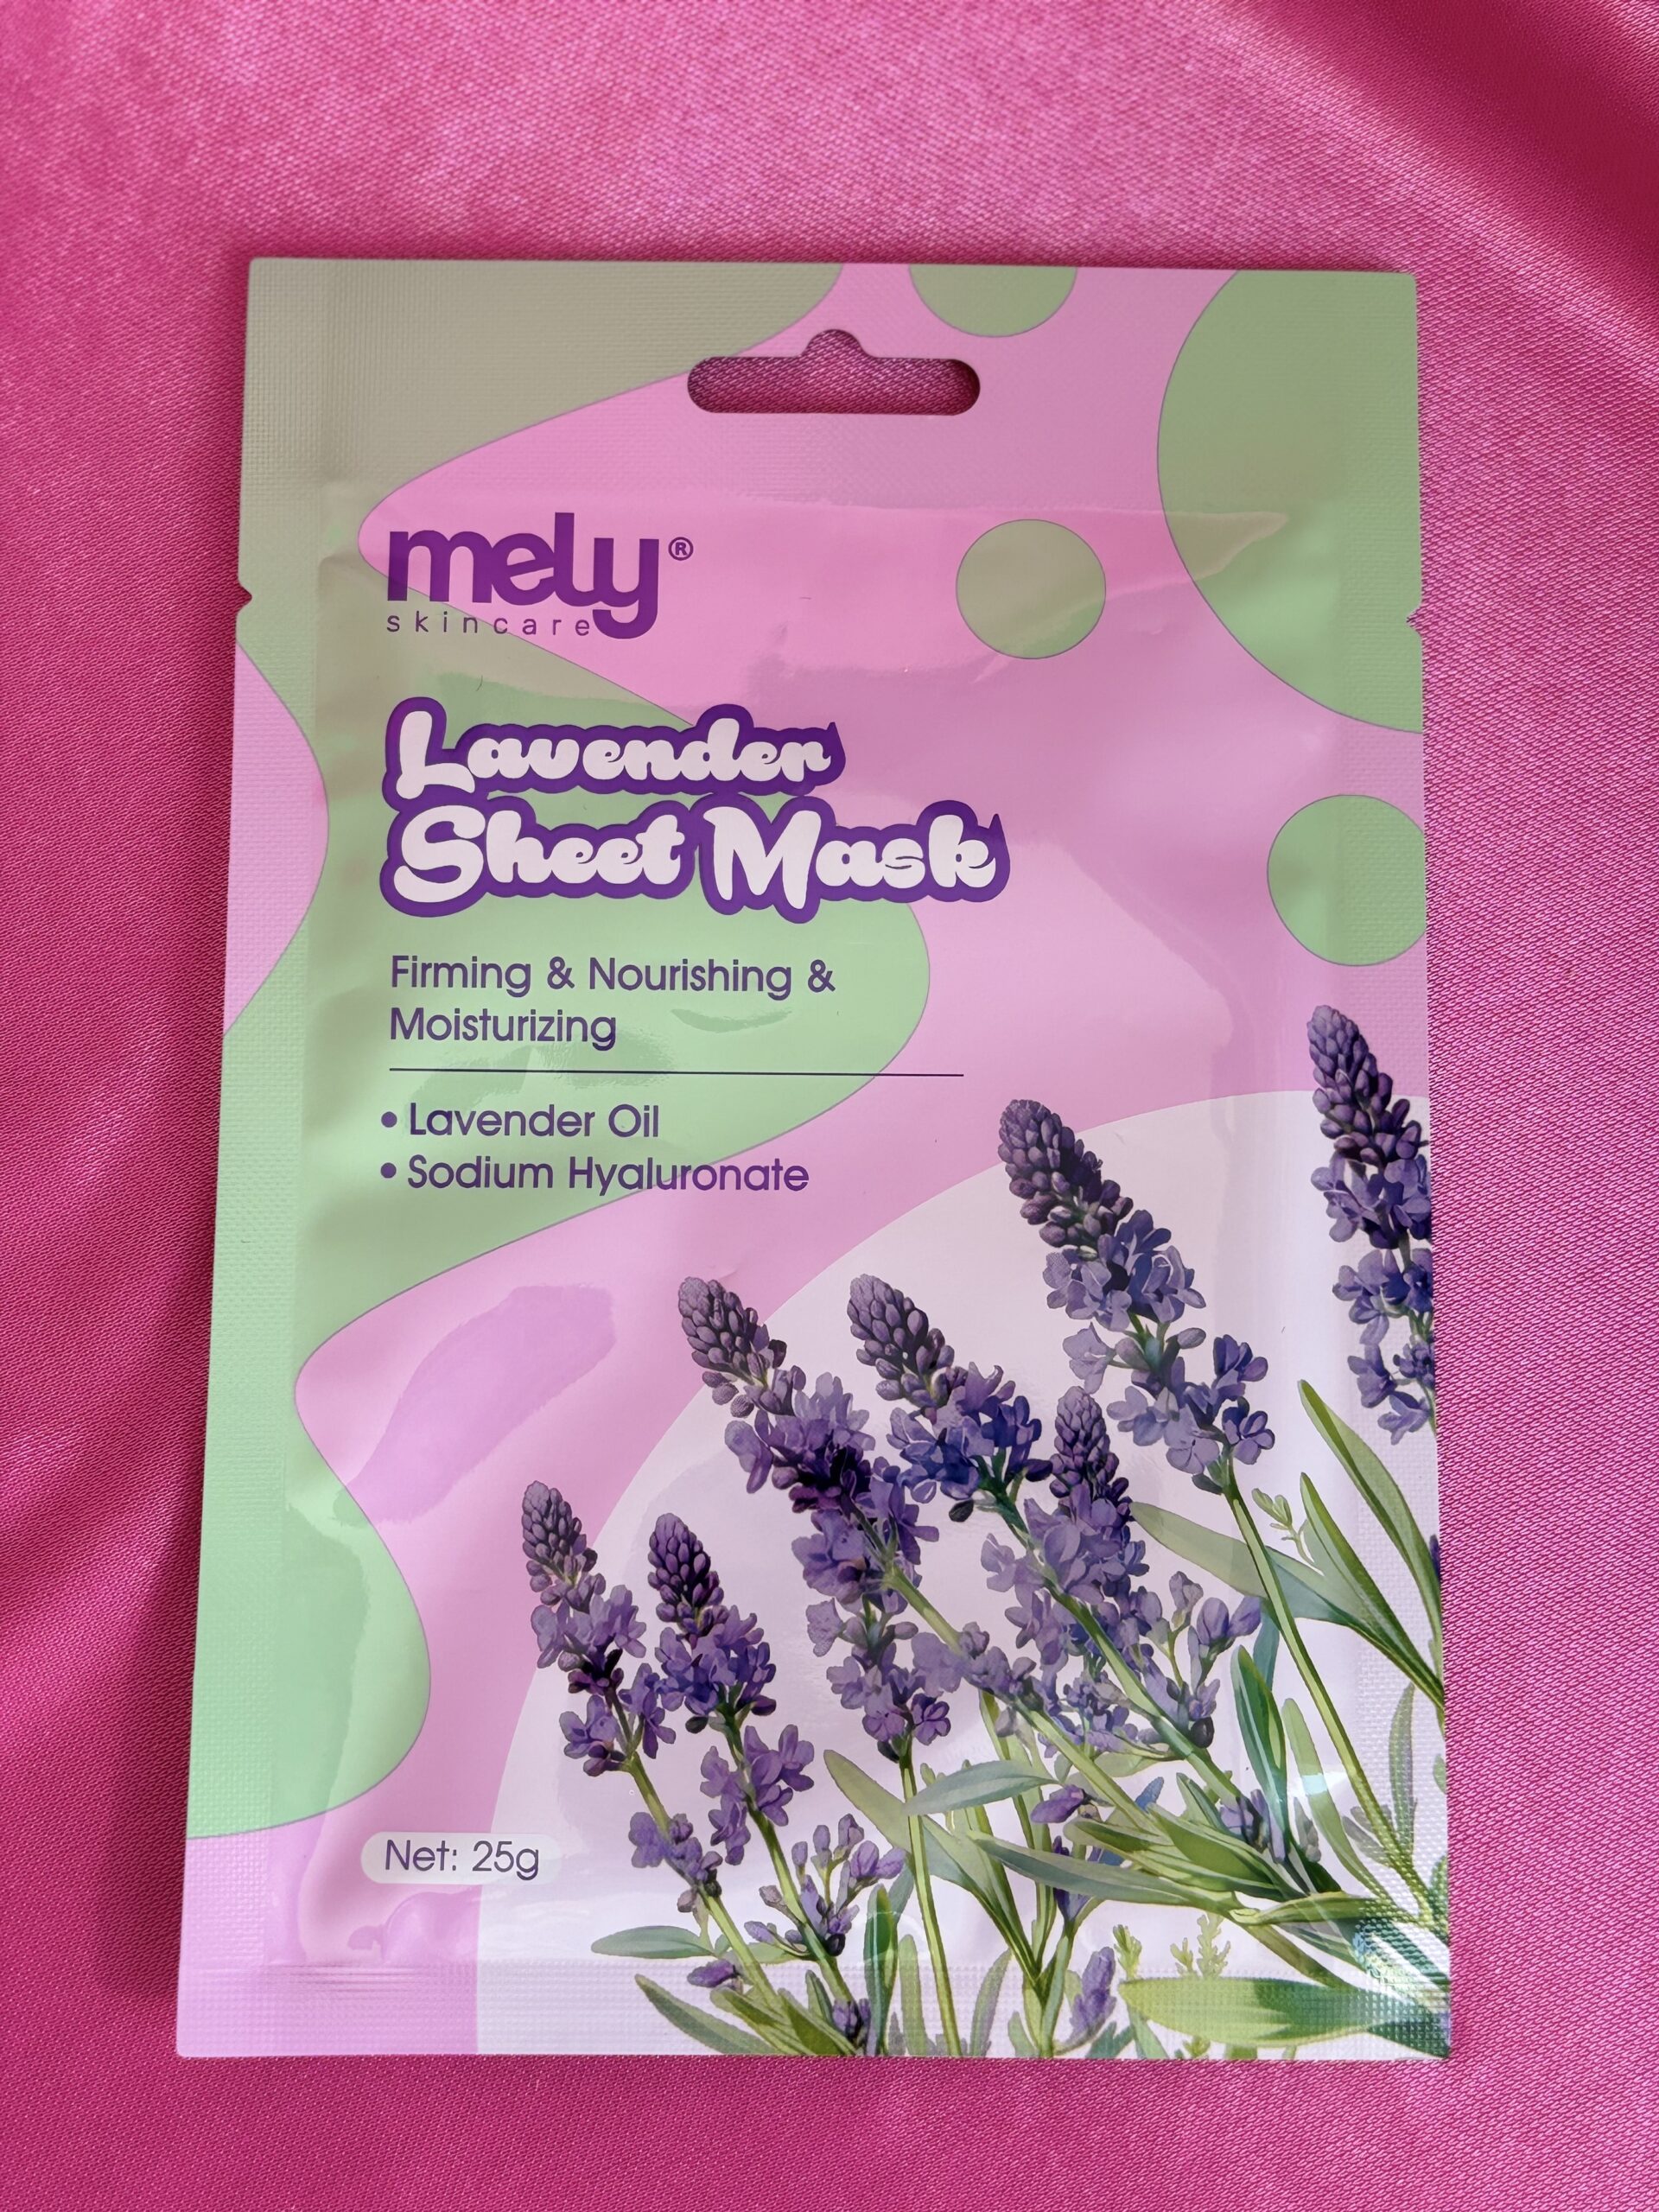 mely®
skincare
Lavender
Sheet Mask
Firming & Nourishing &
Moisturizing
• Lavender Oil
• Sodium Hyaluronate
Net: 25g